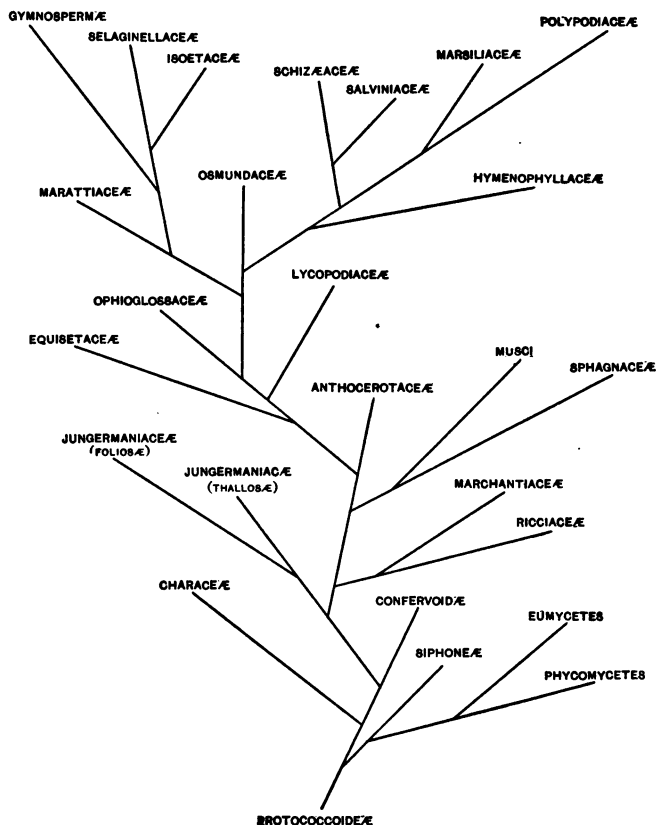 GYMNOSPERMÆ
SELAGINELLACEÆ
ISOETACEÆ
POLYPODIACEÆ
MARSILIACEÆ
SCHIZÆACEÆ
SALVINIACEÆ
OSMUNDACEÆ
MARATTIACEÆ
HYMENOPHYLLACEÆ
LYCOPODIACEÆ
OPHIOGLOSSACEÆ
EQUISETACEÆ
MUSCI
SPHAGNACEÆ
ANTHOCEROTACEÆ
JUNGERMANIACEÆ
(FOLIOSÆ)
JUNGERMANIACÆ
(THALLOSÆ)
MARCHANTIACEÆ
RICCIACEÆ
CHARACEÆ
CONFERVOIDÆ
EUMYCETES
SIPHONEÆ
PHYCOMYCETES
PROTOCOCCOIDEÆ